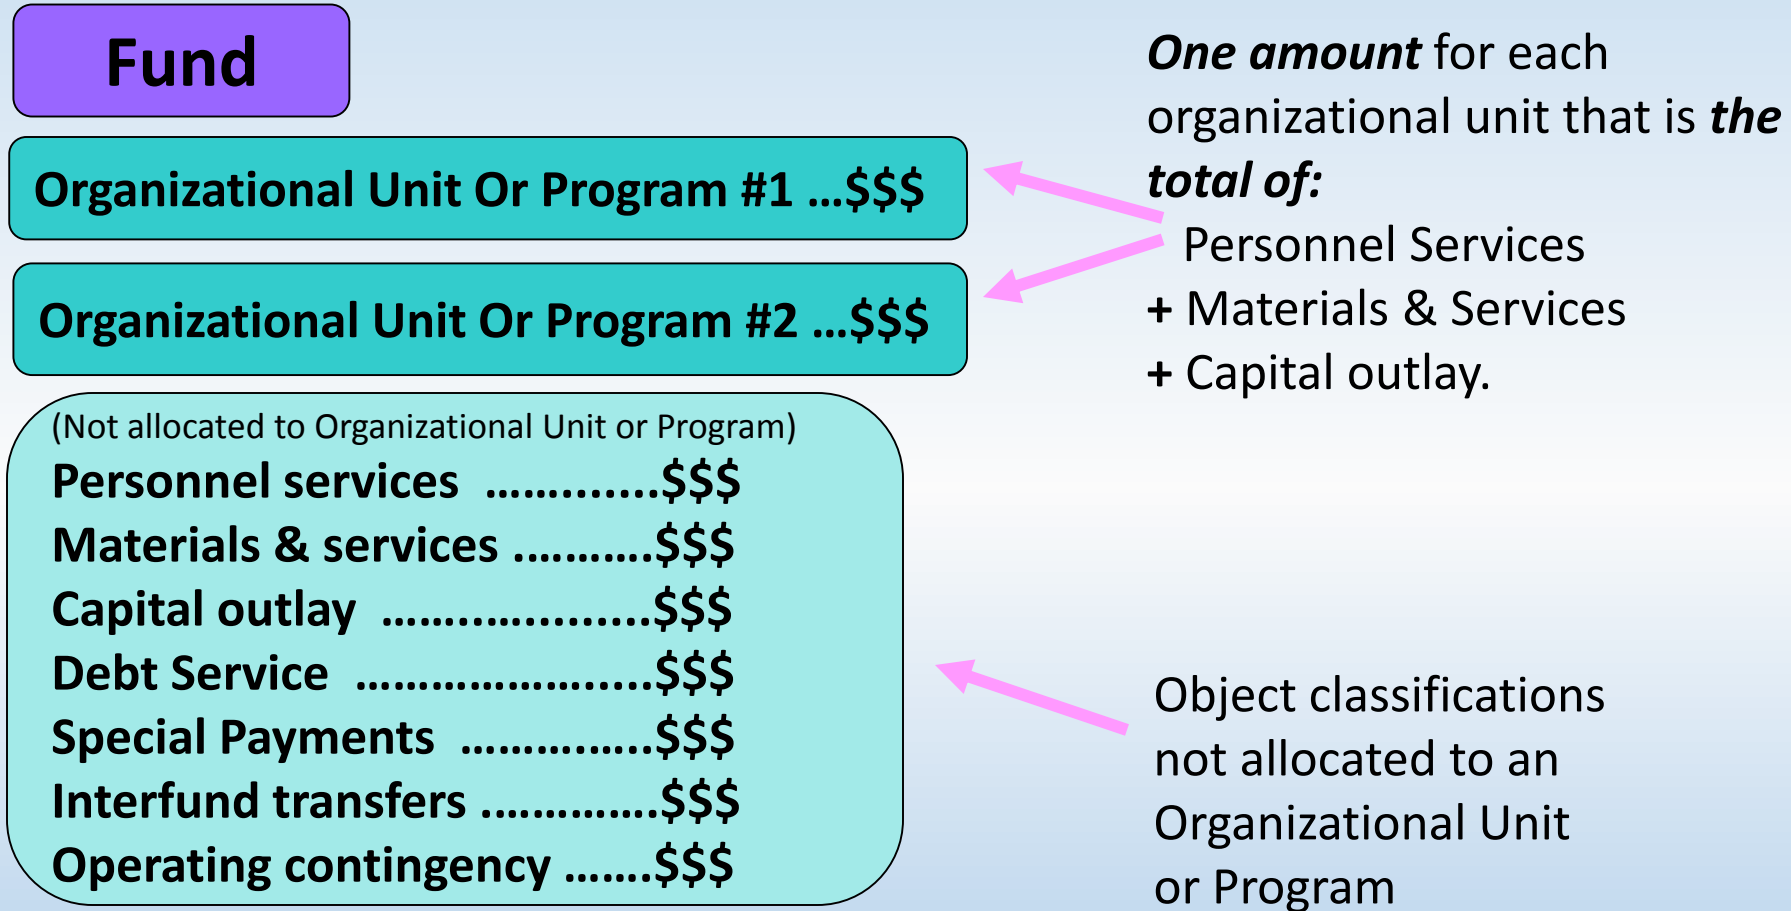 Fund
Organizational Unit Or Program #1 …$$$
Organizational Unit Or Program #2 …$$$
(Not allocated to Organizational Unit or Program)
Personnel services …….......$$$
Materials & services .……….$$$
Capital outlay ……..…..........$$$
Debt Service ………………….....$$$
Special Payments ……….…..$$$
Interfund transfers .………….$$$
Operating contingency …….$$$
One amount for each
organizational unit that is the
total of:
Personnel Services
+ Materials & Services
+ Capital outlay.
Object classifications
not allocated to an
Organizational Unit
or Program